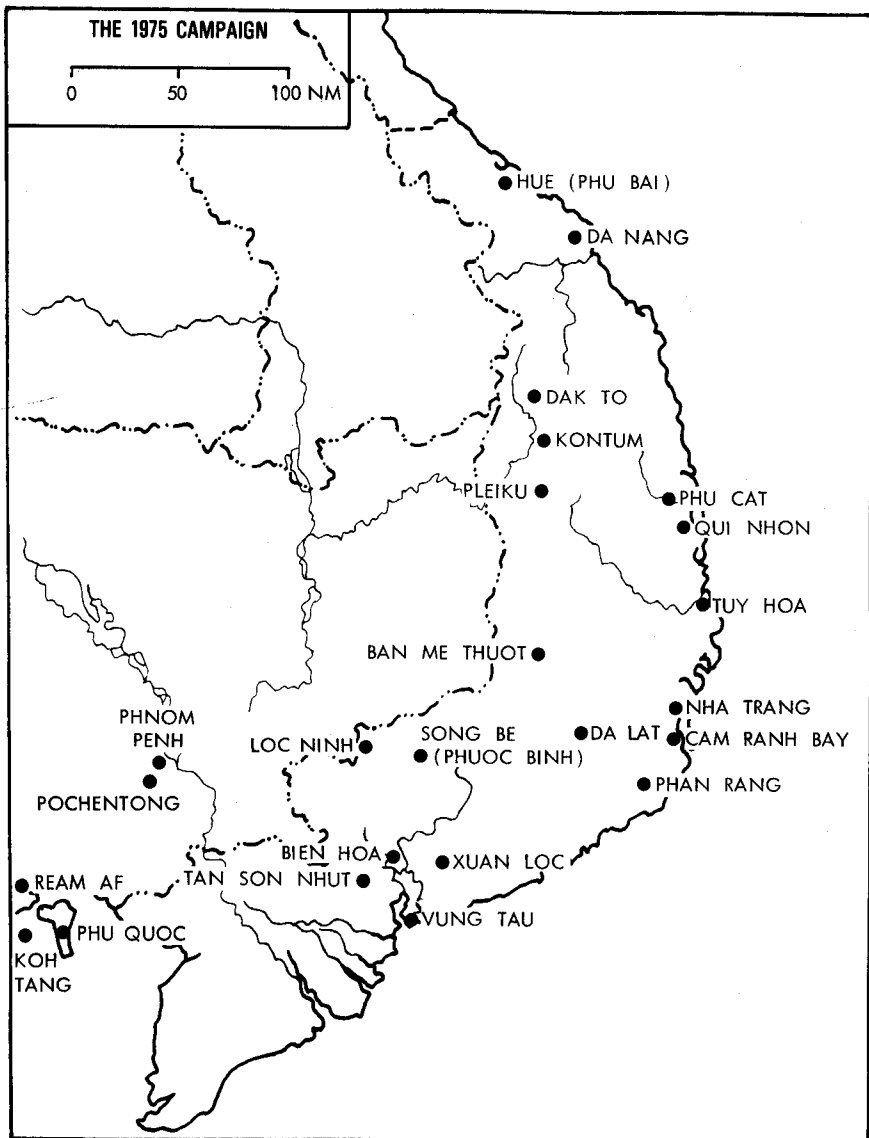 THE 1975 CAMPAIGN
0 50 100 NM
HUE (PHU BAI)
DA NANG
DAK TO
KONTUM
PLEIKU
PHU CAT
QUI NHON
TUY HOA
BAN ME THUOT
NHA TRANG
PHNOM
PENH
LOC NINH
SONG BE
(PHUOC BINH)
DA LAT
CAM RANH BAY
POCHENTONG
PHAN RANG
BIEN HOA
XUAN LOC
TAN SON NHUT
REAM AF
VUNG TAU
PHU QUOC
KOH
TANG